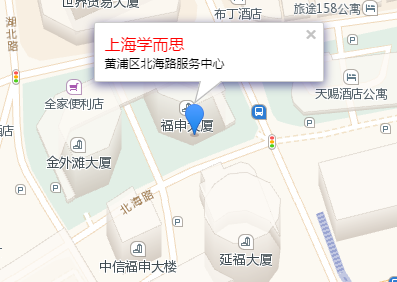 世界贸易大厦
布丁酒店
旅途158公寓
湖北路
上海学而思
黄浦区北海路服务中心
全家便利店
天赐酒店公寓
福申大厦
酒店
金外滩大厦
北海路
中信福申大楼
延福大厦